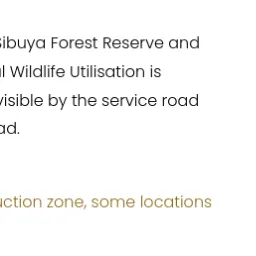 Sibuya Forest Reserve and
l Wildlife Utilisation is
visible by the service road
ad.
uction zone, some locations